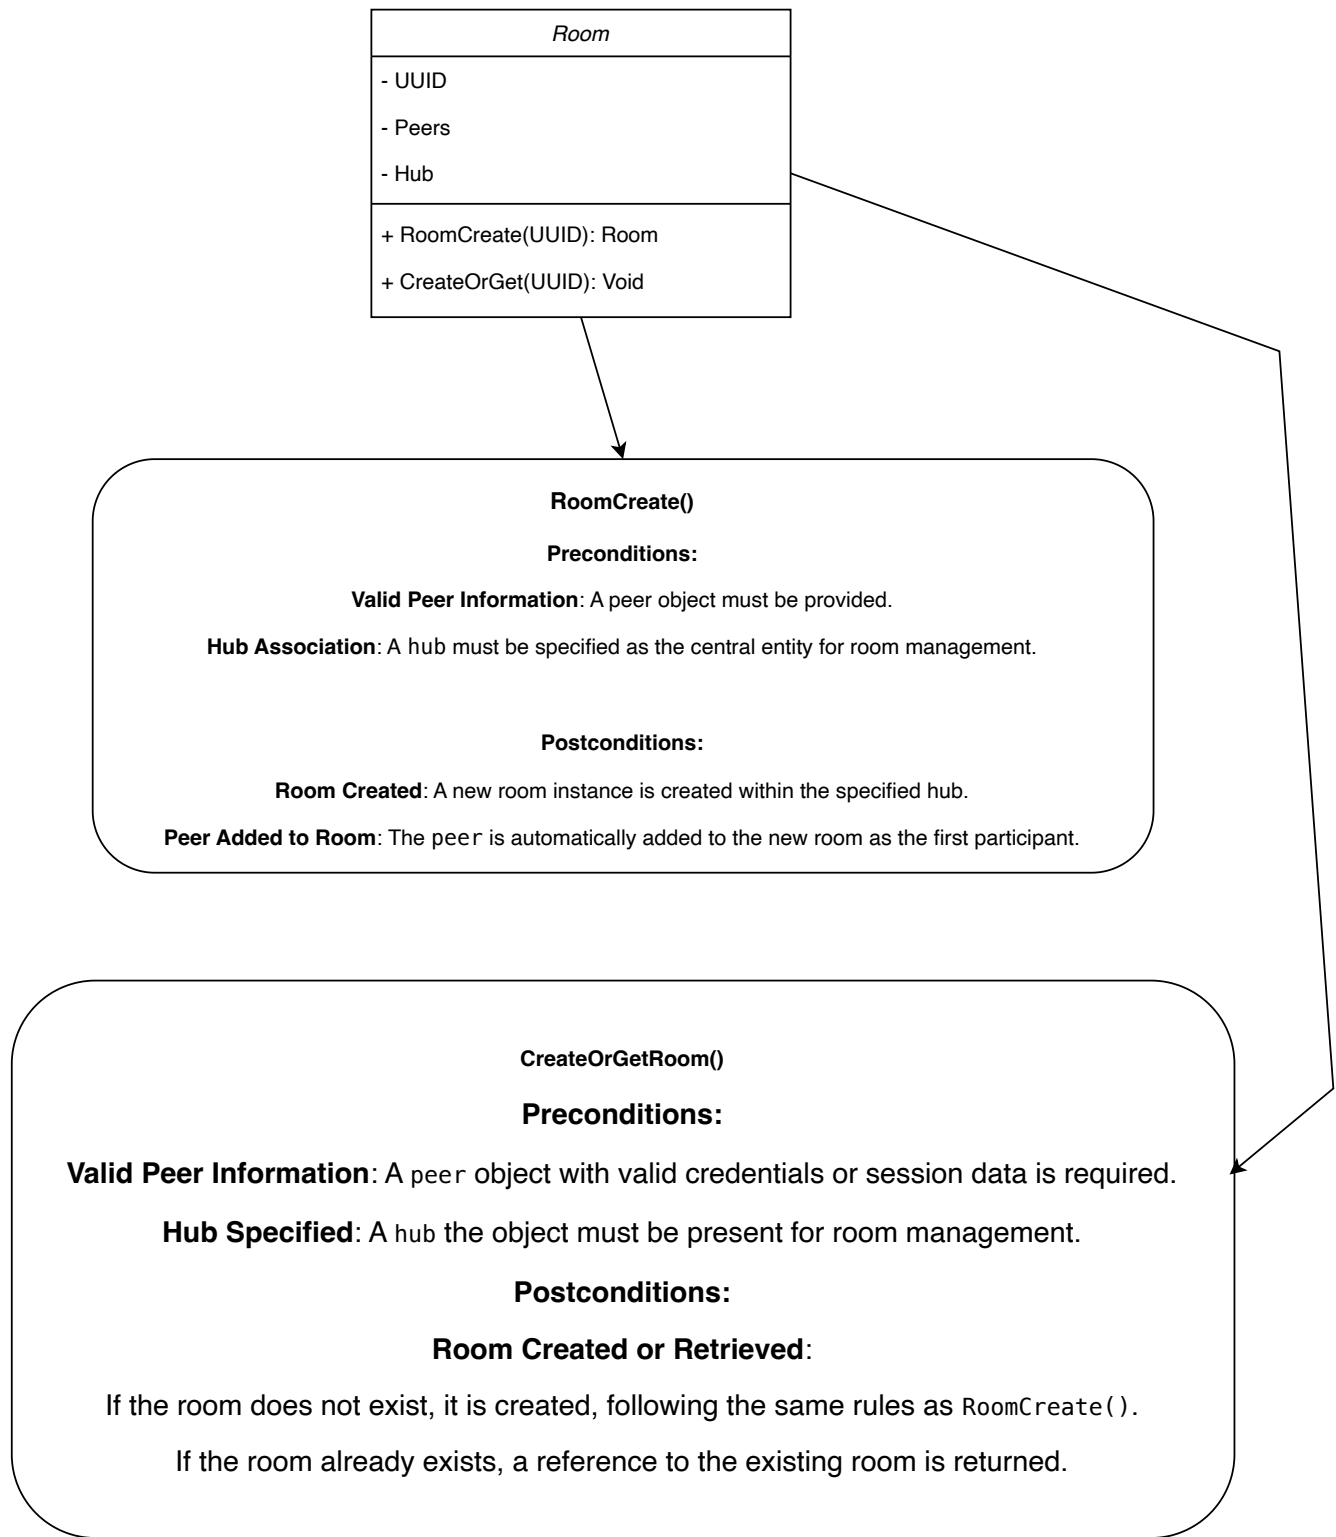 Room
- UUID
- Peers
- Hub
+ RoomCreate(UUID): Room
+ CreateOrGet(UUID): Void
RoomCreate()
Preconditions:
Valid Peer Information: A peer object must be provided.
Hub Association: A hub must be specified as the central entity for room management.
Postconditions:
Room Created: A new room instance is created within the specified hub.
Peer Added to Room: The peer is automatically added to the new room as the first participant.
CreateOrGetRoom()
Preconditions:
Valid Peer Information: A peer object with valid credentials or session data is required.
Hub Specified: A hub the object must be present for room management.
Postconditions:
Room Created or Retrieved:
If the room does not exist, it is created, following the same rules as RoomCreate().
If the room already exists, a reference to the existing room is returned.